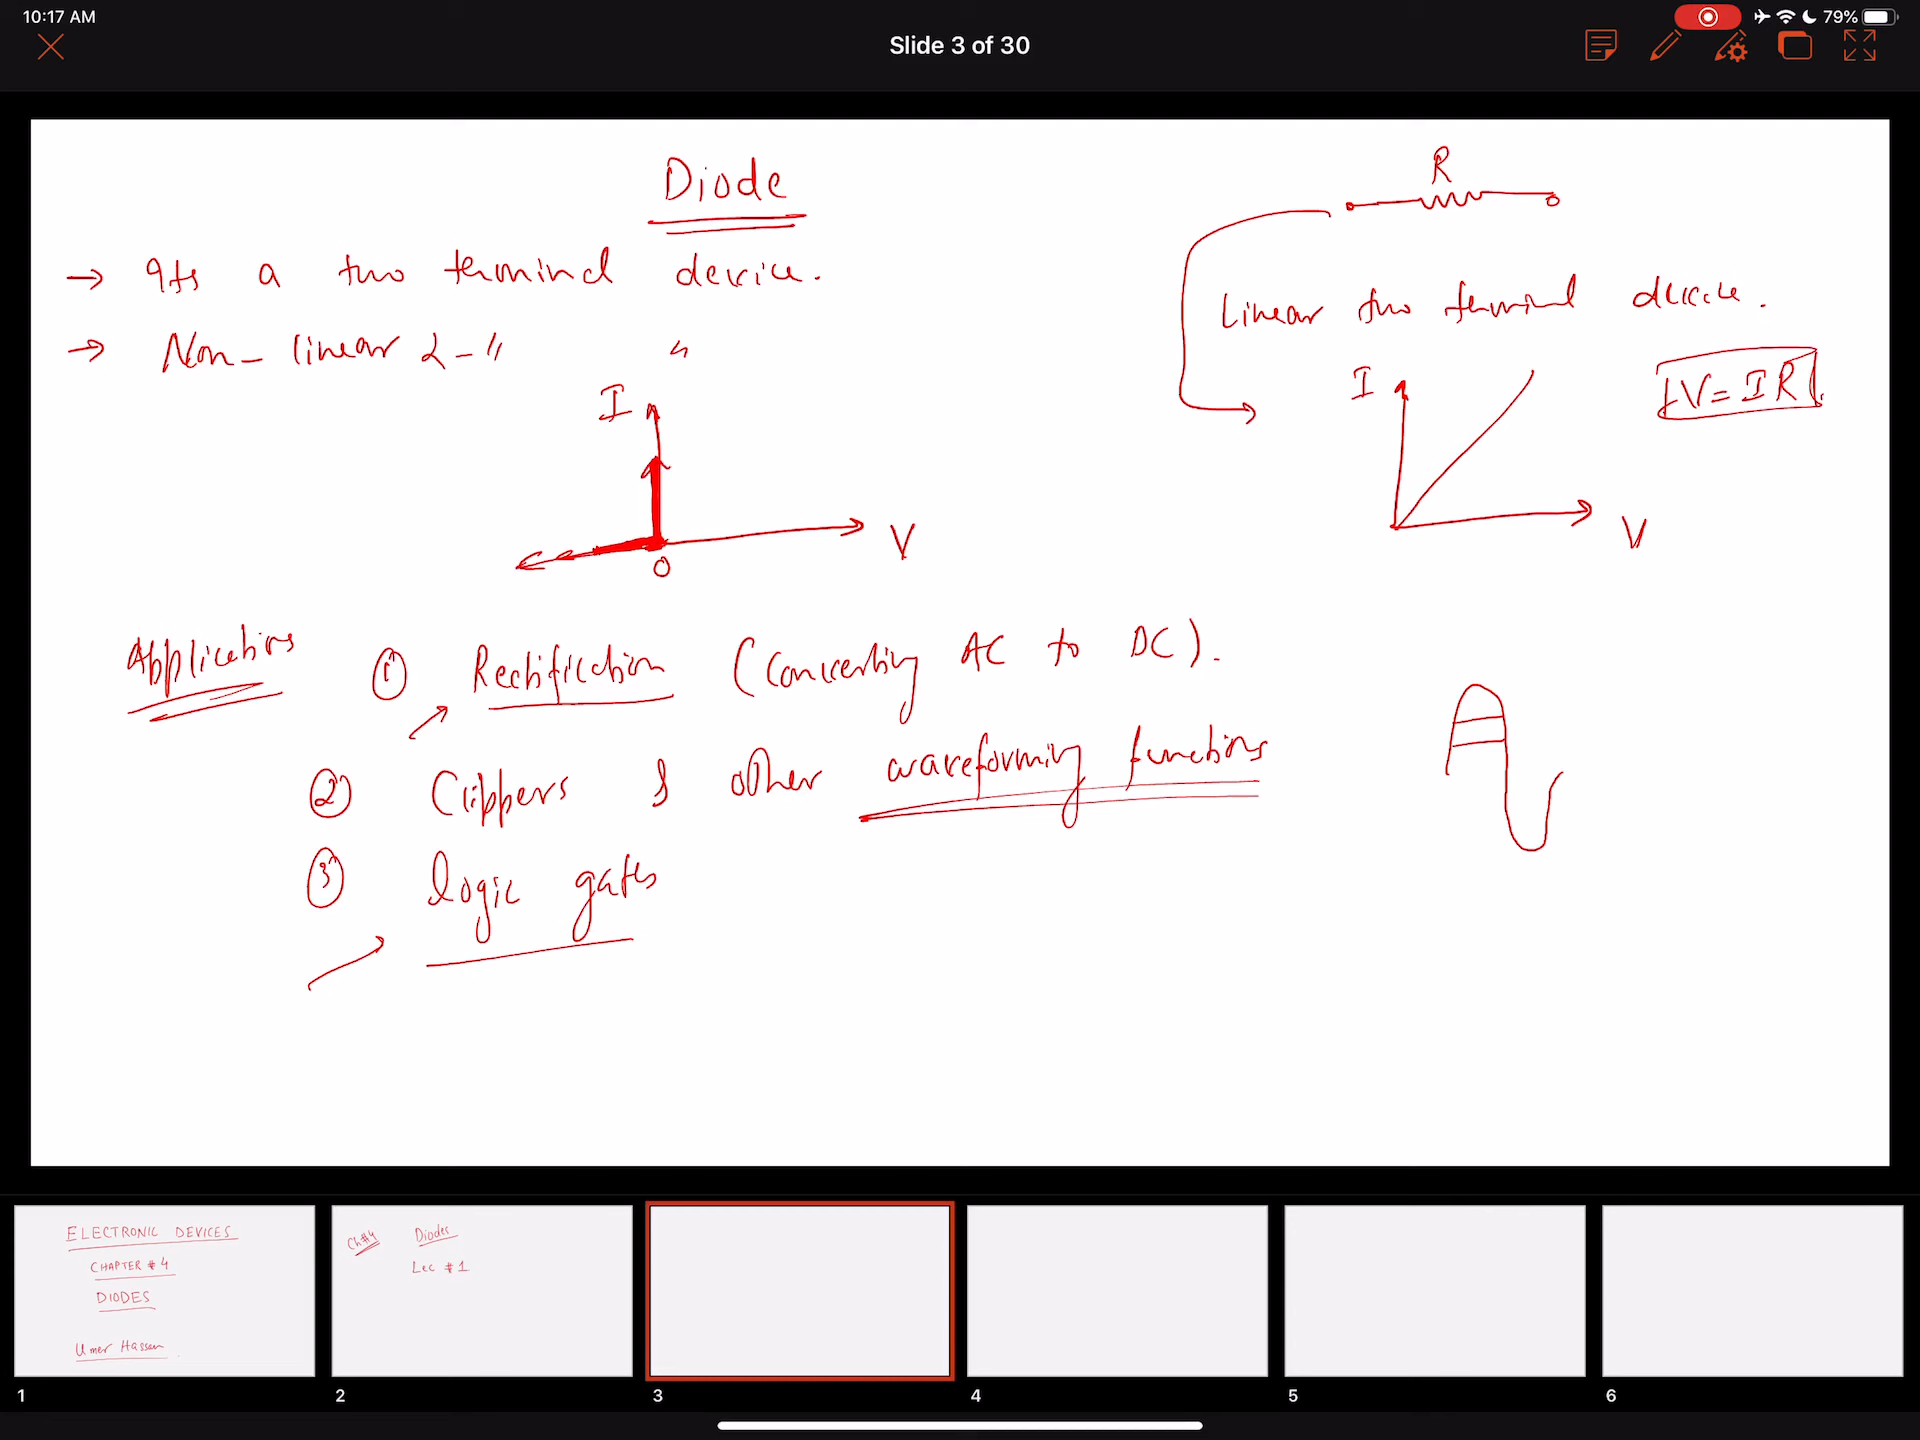 10:17 AM
79%
Slide 3 of 30
Diode
R
→ Its a two terminal device.
Linear two terminal device.
→ Non-linear 2-〃 〃
I
V
0
I
V
V = IR
Applications ① Rectification (Converting AC to DC).
② Clippers & other waveforming functions
③ logic gates
ELECTRONIC DEVICES
CHAPTER # 4
DIODES
Umer Hassan
Ch#4 Diodes
Lec # 1
1
2
3
4
5
6